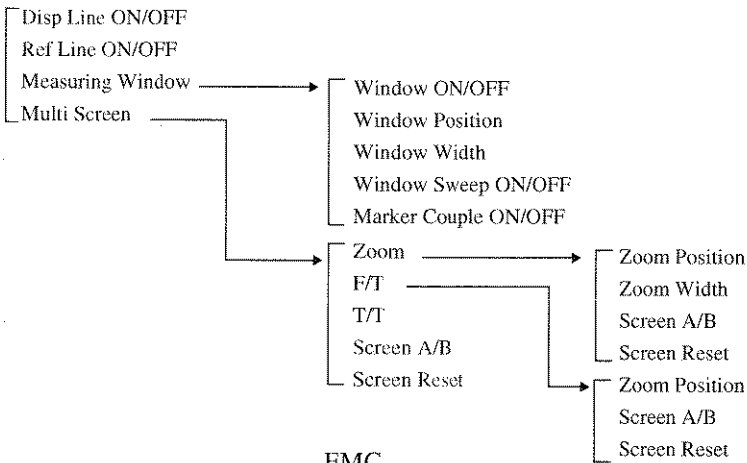 Disp Line ON/OFF
Ref Line ON/OFF
Measuring Window
Multi Screen
Window ON/OFF
Window Position
Window Width
Window Sweep ON/OFF
Marker Couple ON/OFF
Zoom
F/T
T/T
Screen A/B
Screen Reset
Zoom Position
Zoom Width
Screen A/B
Screen Reset
Zoom Position
Screen A/B
Screen Reset
EMC